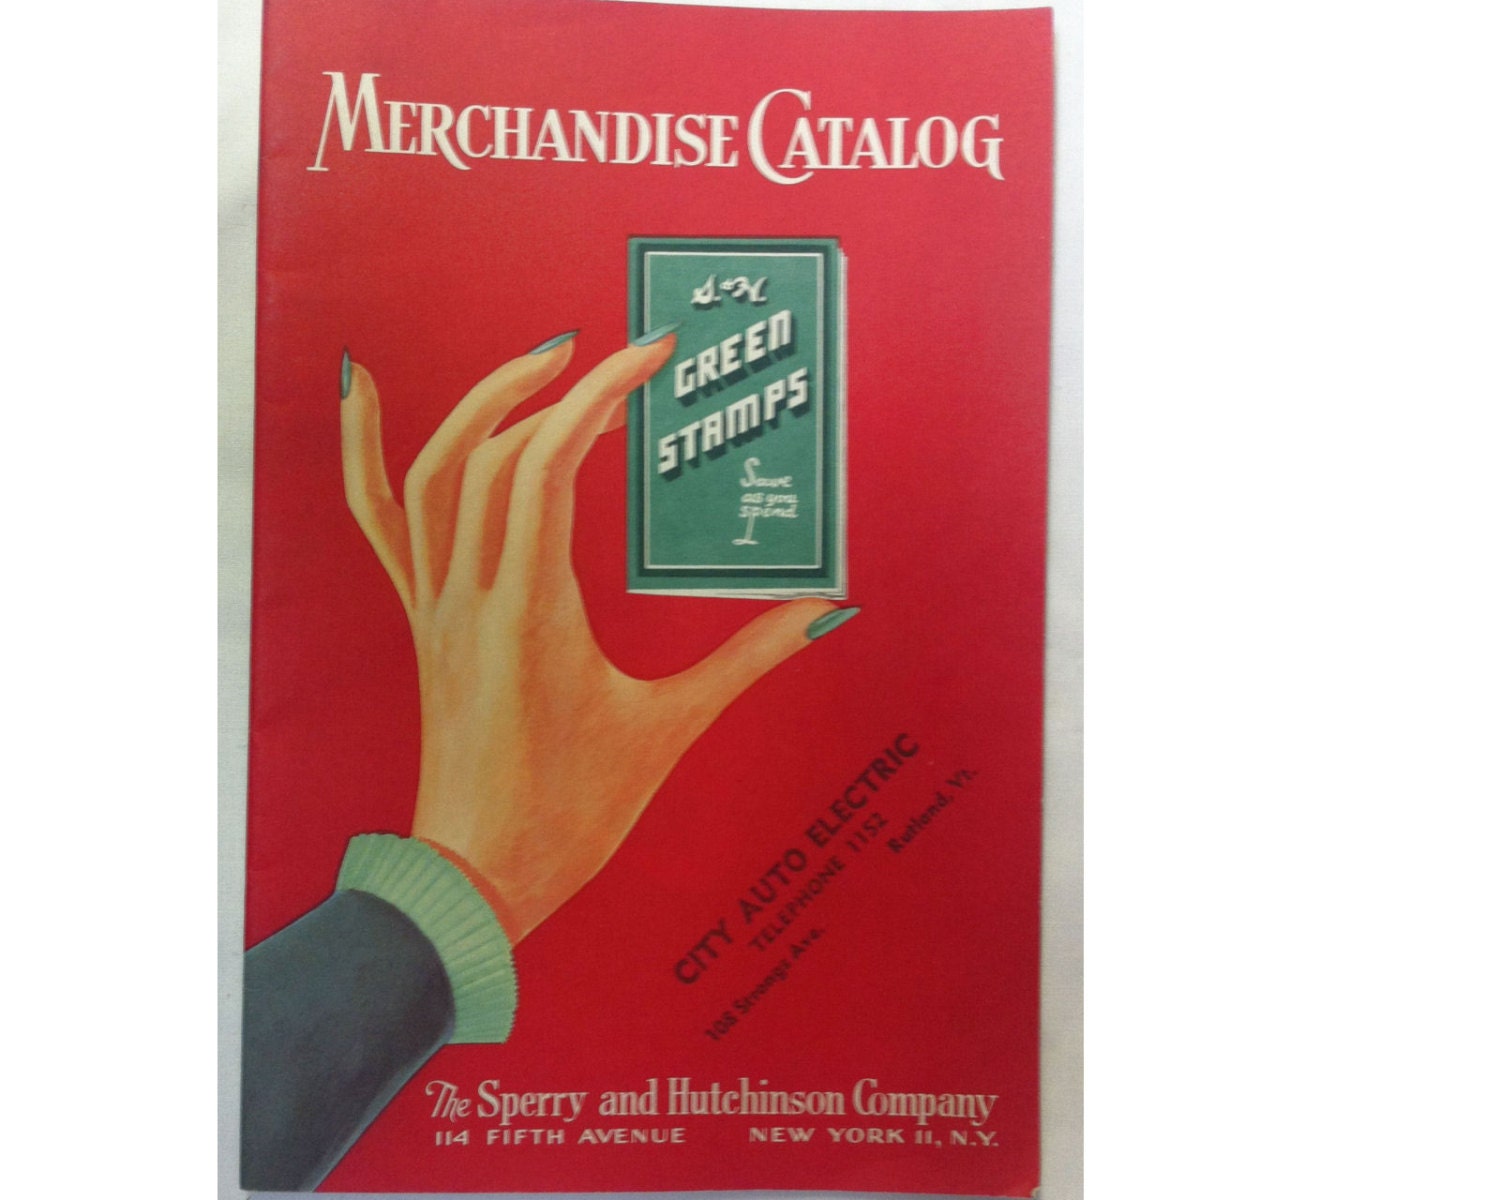 MERCHANDISE CATALOG
S. & H.
GREEN
STAMPS
Save
as you
spend
CITY AUTO ELECTRIC
TELEPHONE 1152
108 Strongs Ave. Rutland, Vt.
The Sperry and Hutchinson Company
114 FIFTH AVENUE NEW YORK 11, N.Y.